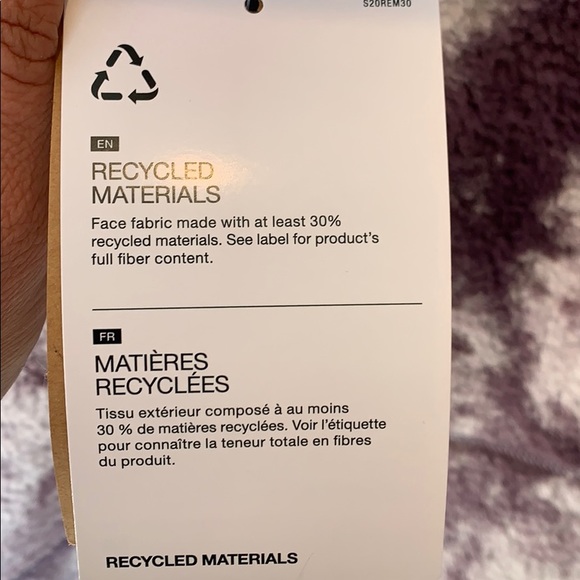 S20REM30
EN
RECYCLED
MATERIALS
Face fabric made with at least 30%
recycled materials. See label for product's
full fiber content.
FR
MATIÈRES
RECYCLÉES
Tissu extérieur composé à au moins
30 % de matières recyclées. Voir l'étiquette
pour connaître la teneur totale en fibres
du produit.
RECYCLED MATERIALS